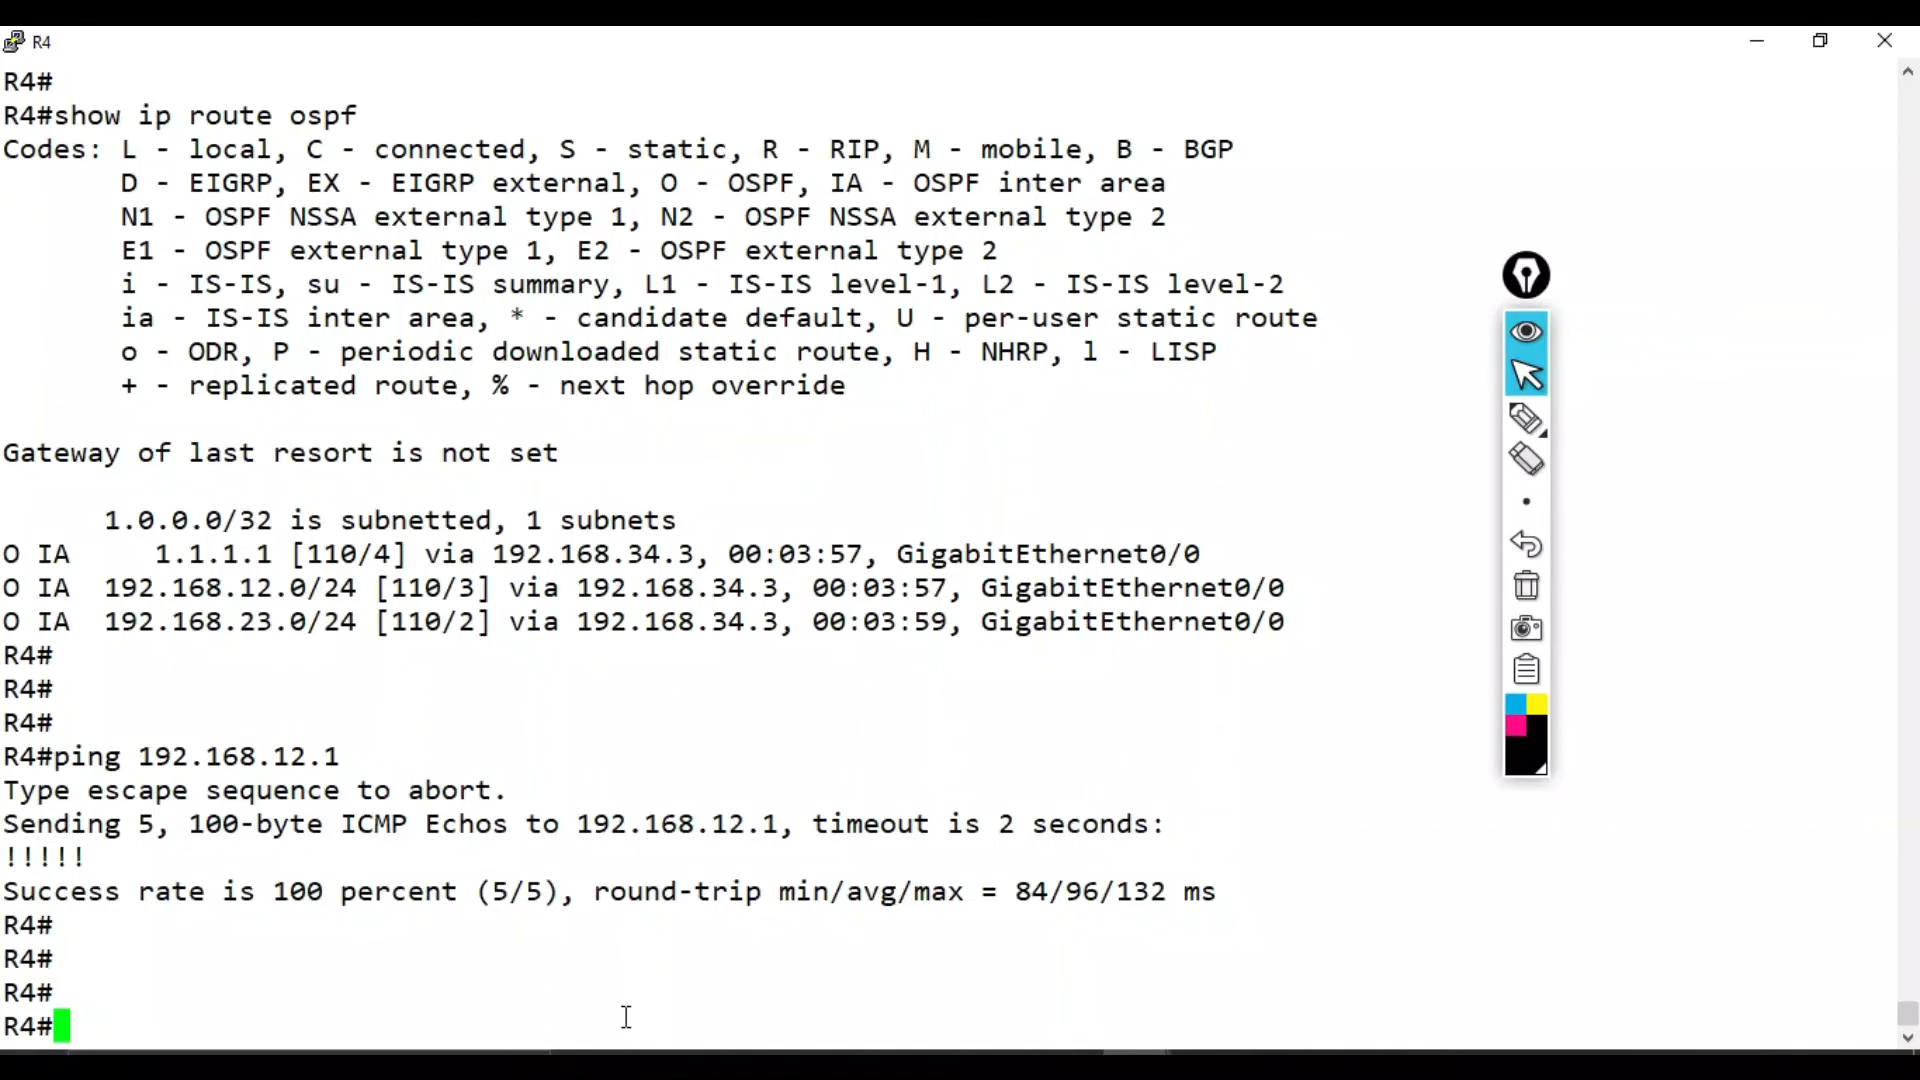 R4
R4#
R4#show ip route ospf
Codes: L - local, C - connected, S - static, R - RIP, M - mobile, B - BGP
       D - EIGRP, EX - EIGRP external, O - OSPF, IA - OSPF inter area
       N1 - OSPF NSSA external type 1, N2 - OSPF NSSA external type 2
       E1 - OSPF external type 1, E2 - OSPF external type 2
       i - IS-IS, su - IS-IS summary, L1 - IS-IS level-1, L2 - IS-IS level-2
       ia - IS-IS inter area, * - candidate default, U - per-user static route
       o - ODR, P - periodic downloaded static route, H - NHRP, l - LISP
       + - replicated route, % - next hop override
Gateway of last resort is not set
      1.0.0.0/32 is subnetted, 1 subnets
O IA     1.1.1.1 [110/4] via 192.168.34.3, 00:03:57, GigabitEthernet0/0
O IA  192.168.12.0/24 [110/3] via 192.168.34.3, 00:03:57, GigabitEthernet0/0
O IA  192.168.23.0/24 [110/2] via 192.168.34.3, 00:03:59, GigabitEthernet0/0
R4#
R4#
R4#
R4#ping 192.168.12.1
Type escape sequence to abort.
Sending 5, 100-byte ICMP Echos to 192.168.12.1, timeout is 2 seconds:
!!!!!
Success rate is 100 percent (5/5), round-trip min/avg/max = 84/96/132 ms
R4#
R4#
R4#
R4#